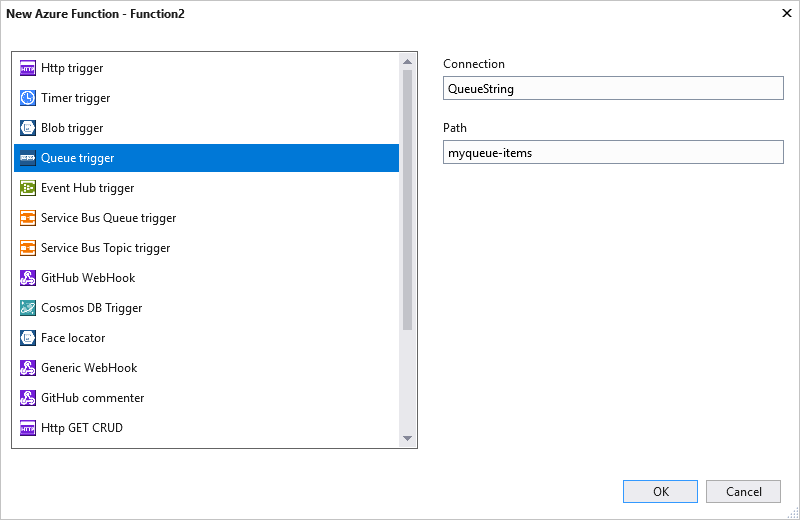 New Azure Function - Function2
Http trigger
Timer trigger
Blob trigger
Queue trigger
Event Hub trigger
Service Bus Queue trigger
Service Bus Topic trigger
GitHub WebHook
Cosmos DB Trigger
Face locator
Generic WebHook
GitHub commenter
Http GET CRUD
Connection
QueueString
Path
myqueue-items
OK
Cancel